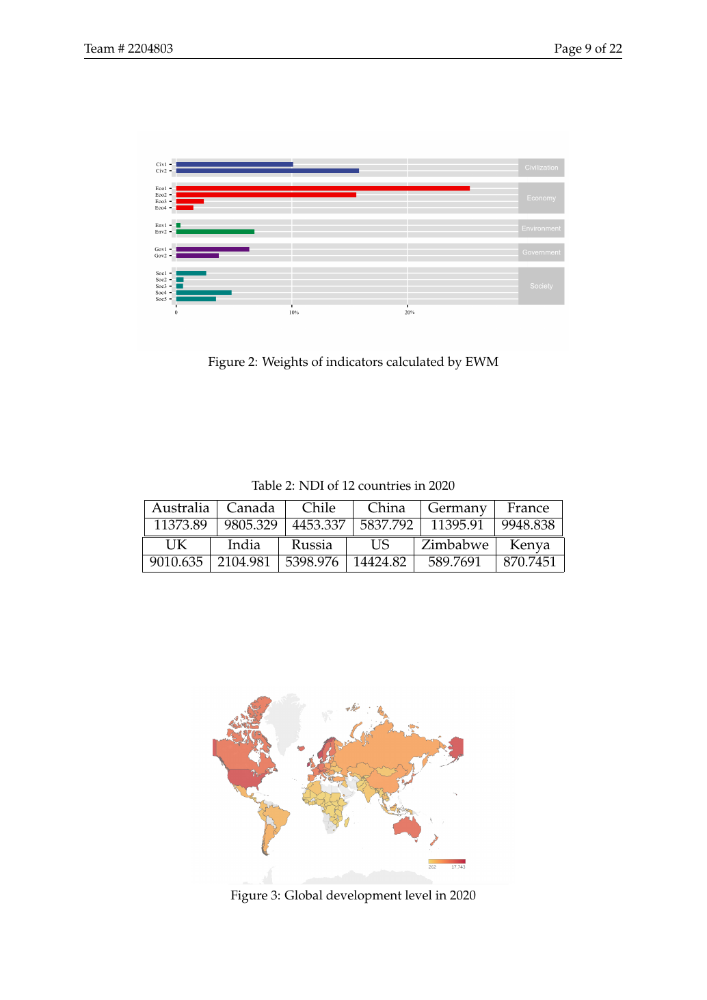 Team # 2204803
Page 9 of 22
Civ1
Civ2
Civilization
Eco1
Eco2
Eco3
Eco4
Economy
Env1
Env2
Environment
Gov1
Gov2
Government
Soc1
Soc2
Soc3
Soc4
Soc5
Society
0 10% 20%
Figure 2: Weights of indicators calculated by EWM
Table 2: NDI of 12 countries in 2020
Australia Canada Chile China Germany France
11373.89 9805.329 4453.337 5837.792 11395.91 9948.838
UK India Russia US Zimbabwe Kenya
9010.635 2104.981 5398.976 14424.82 589.7691 870.7451
262 17,743
Figure 3: Global development level in 2020